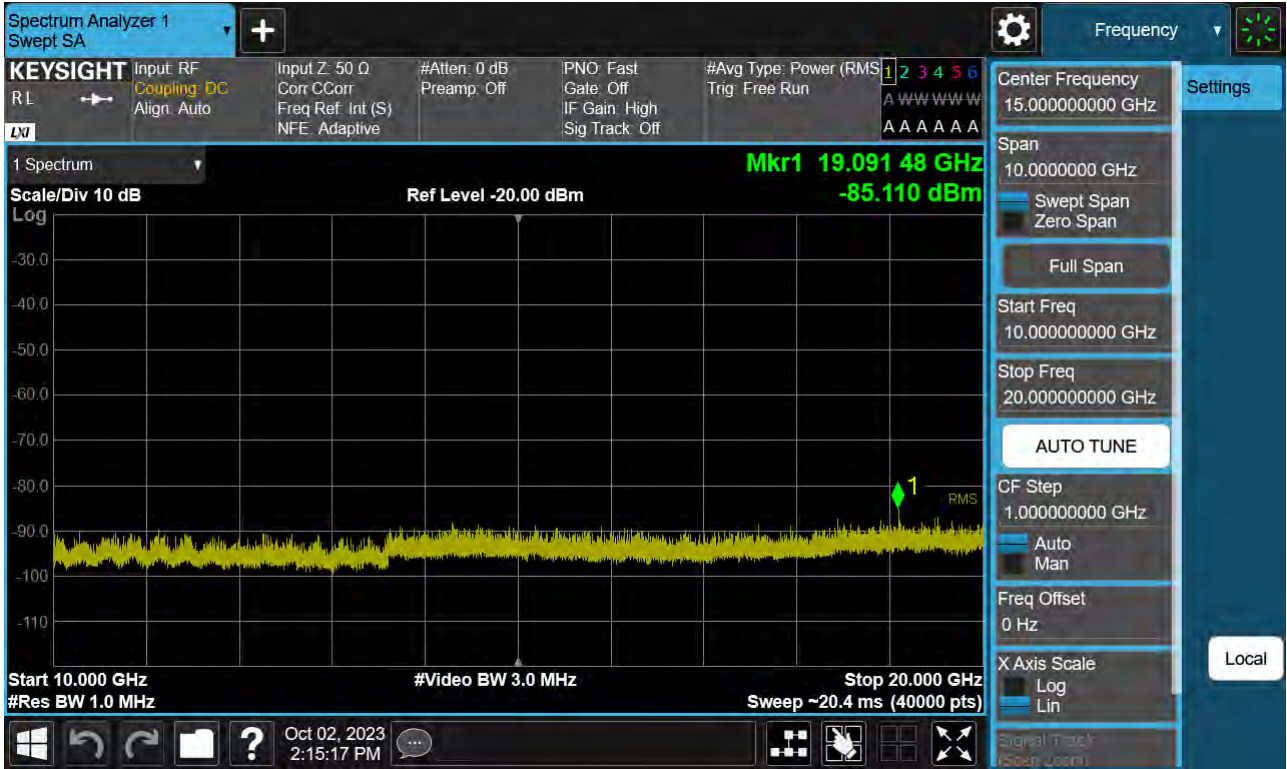 Spectrum Analyzer 1
Swept SA
+
Frequency
KEYSIGHT
R L
LXI
Input: RF
Coupling: DC
Align: Auto
Input Z: 50 Ω
Corr CCorr
Freq Ref: Int (S)
NFE: Adaptive
#Atten: 0 dB
Preamp: Off
PNO: Fast
Gate: Off
IF Gain: High
Sig Track: Off
#Avg Type: Power (RMS
Trig: Free Run
1 2 3 4 5 6
A W W W W W
A A A A A A
1 Spectrum
Scale/Div 10 dB
Log
Ref Level -20.00 dBm
Mkr1 19.091 48 GHz
-85.110 dBm
-30.0
-40.0
-50.0
-60.0
-70.0
-80.0
-90.0
-100
-110
1
RMS
Start 10.000 GHz
#Res BW 1.0 MHz
#Video BW 3.0 MHz
Stop 20.000 GHz
Sweep ~20.4 ms (40000 pts)
Center Frequency
15.000000000 GHz
Span
10.0000000 GHz
Swept Span
Zero Span
Full Span
Start Freq
10.000000000 GHz
Stop Freq
20.000000000 GHz
AUTO TUNE
CF Step
1.000000000 GHz
Auto
Man
Freq Offset
0 Hz
X Axis Scale
Log
Lin
Signal Track
(Span Zoom)
Settings
Local
?
Oct 02, 2023
2:15:17 PM